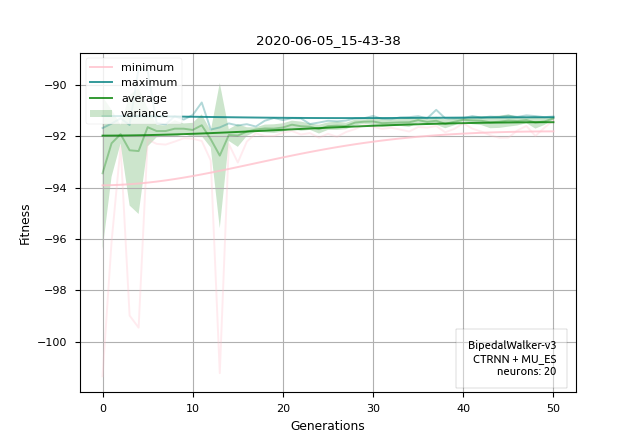 2020-06-05_15-43-38
minimum
maximum
average
variance
Fitness
−90
−92
−94
−96
−98
−100
BipedalWalker-v3
CTRNN + MU_ES
neurons: 20
0
10
20
30
40
50
Generations